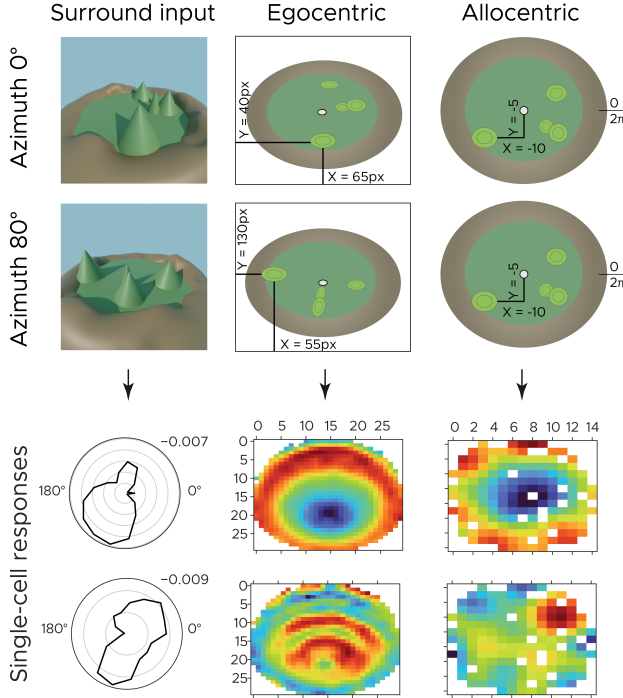 Surround input
Egocentric
Allocentric
Azimuth 0°
Y = 40px
X = 65px
Y = -5
X = -10
0
2π
Azimuth 80°
Y = 130px
X = 55px
Y = -5
X = -10
0
2π
Single-cell responses
-0.007
180°
0°
0 5 10 15 20 25
0
5
10
15
20
25
0 2 4 6 8 10 12 14
-0.009
180°
0°
0
5
10
15
20
25